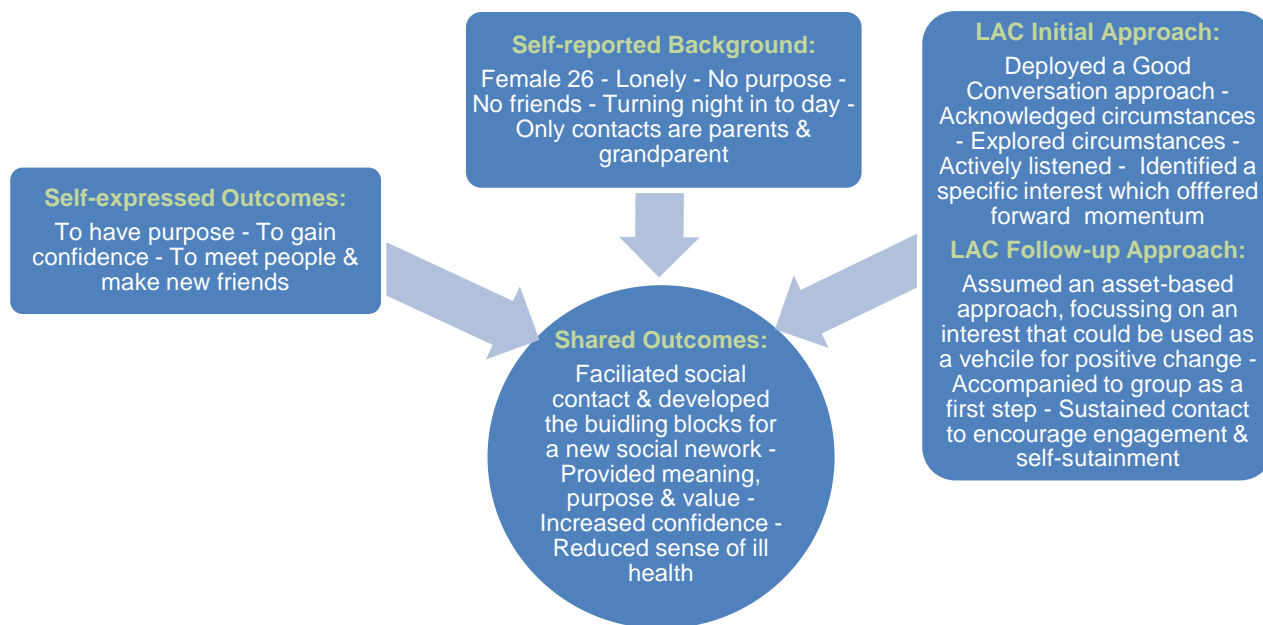 Self-reported Background:
Female 26 - Lonely - No purpose -
No friends - Turning night in to day -
Only contacts are parents &
grandparent
LAC Initial Approach:
Deployed a Good
Conversation approach -
Acknowledged circumstances
- Explored circumstances -
Actively listened - Identified a
specific interest which offfered
forward momentum
LAC Follow-up Approach:
Assumed an asset-based
approach, focussing on an
interest that could be used as
a vehcile for positive change -
Accompanied to group as a
first step - Sustained contact
to encourage engagement &
self-sutainment
Self-expressed Outcomes:
To have purpose - To gain
confidence - To meet people &
make new friends
Shared Outcomes:
Faciliated social
contact & developed
the buidling blocks for
a new social nework -
Provided meaning,
purpose & value -
Increased confidence -
Reduced sense of ill
health